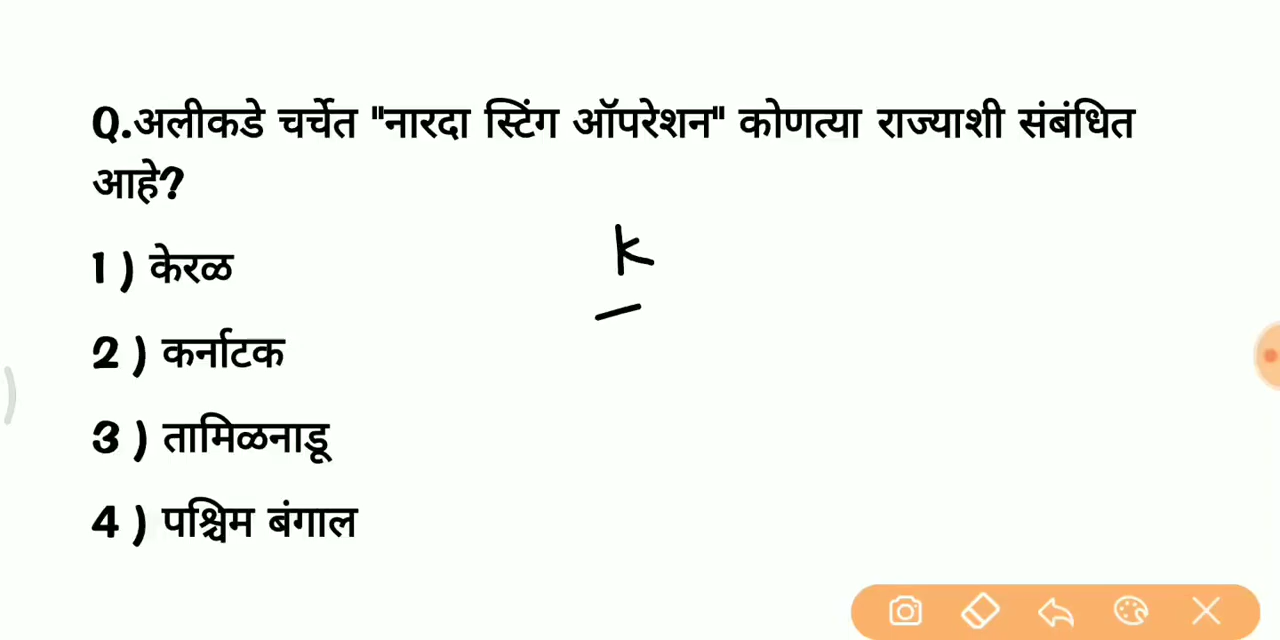 Q.अलीकडे चर्चेत "नारदा स्टिंग ऑपरेशन" कोणत्या राज्याशी संबंधित
आहे?
K
1 ) केरळ
2 ) कर्नाटक
3 ) तामिळनाडू
4 ) पश्चिम बंगाल